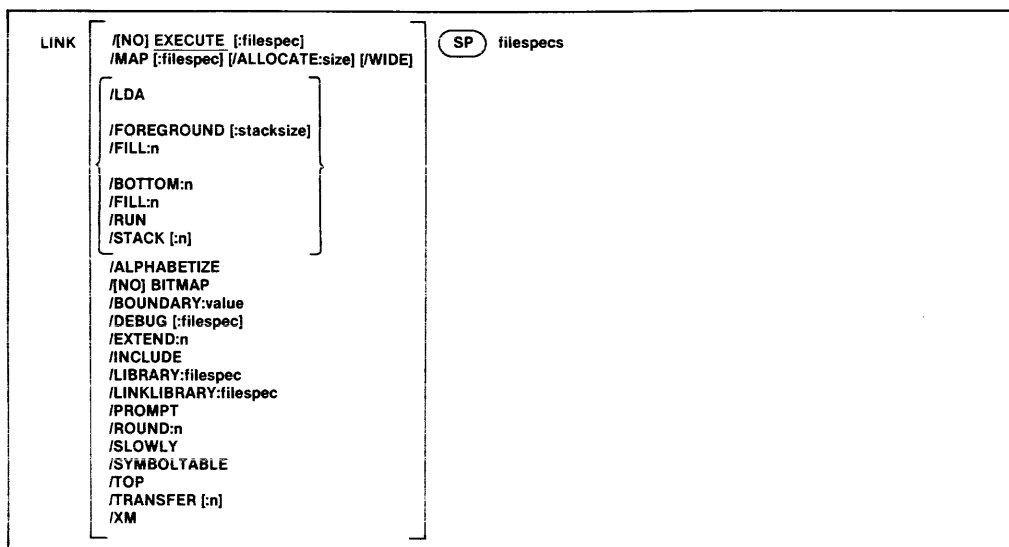 LINK /[NO] EXECUTE [:filespec] SP filespecs
/MAP [:filespec] [/ALLOCATE:size] [/WIDE]
/LDA
/FOREGROUND [:stacksize]
/FILL:n
/BOTTOM:n
/FILL:n
/RUN
/STACK [:n]
/ALPHABETIZE
/[NO] BITMAP
/BOUNDARY:value
/DEBUG [:filespec]
/EXTEND:n
/INCLUDE
/LIBRARY:filespec
/LINKLIBRARY:filespec
/PROMPT
/ROUND:n
/SLOWLY
/SYMBOLTABLE
/TOP
/TRANSFER [:n]
/XM